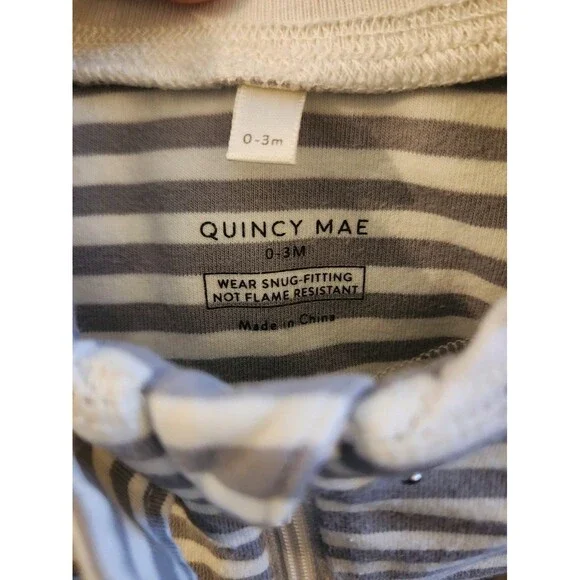 0-3m
QUINCY MAE
0-3M
WEAR SNUG-FITTING
NOT FLAME RESISTANT
Made in China